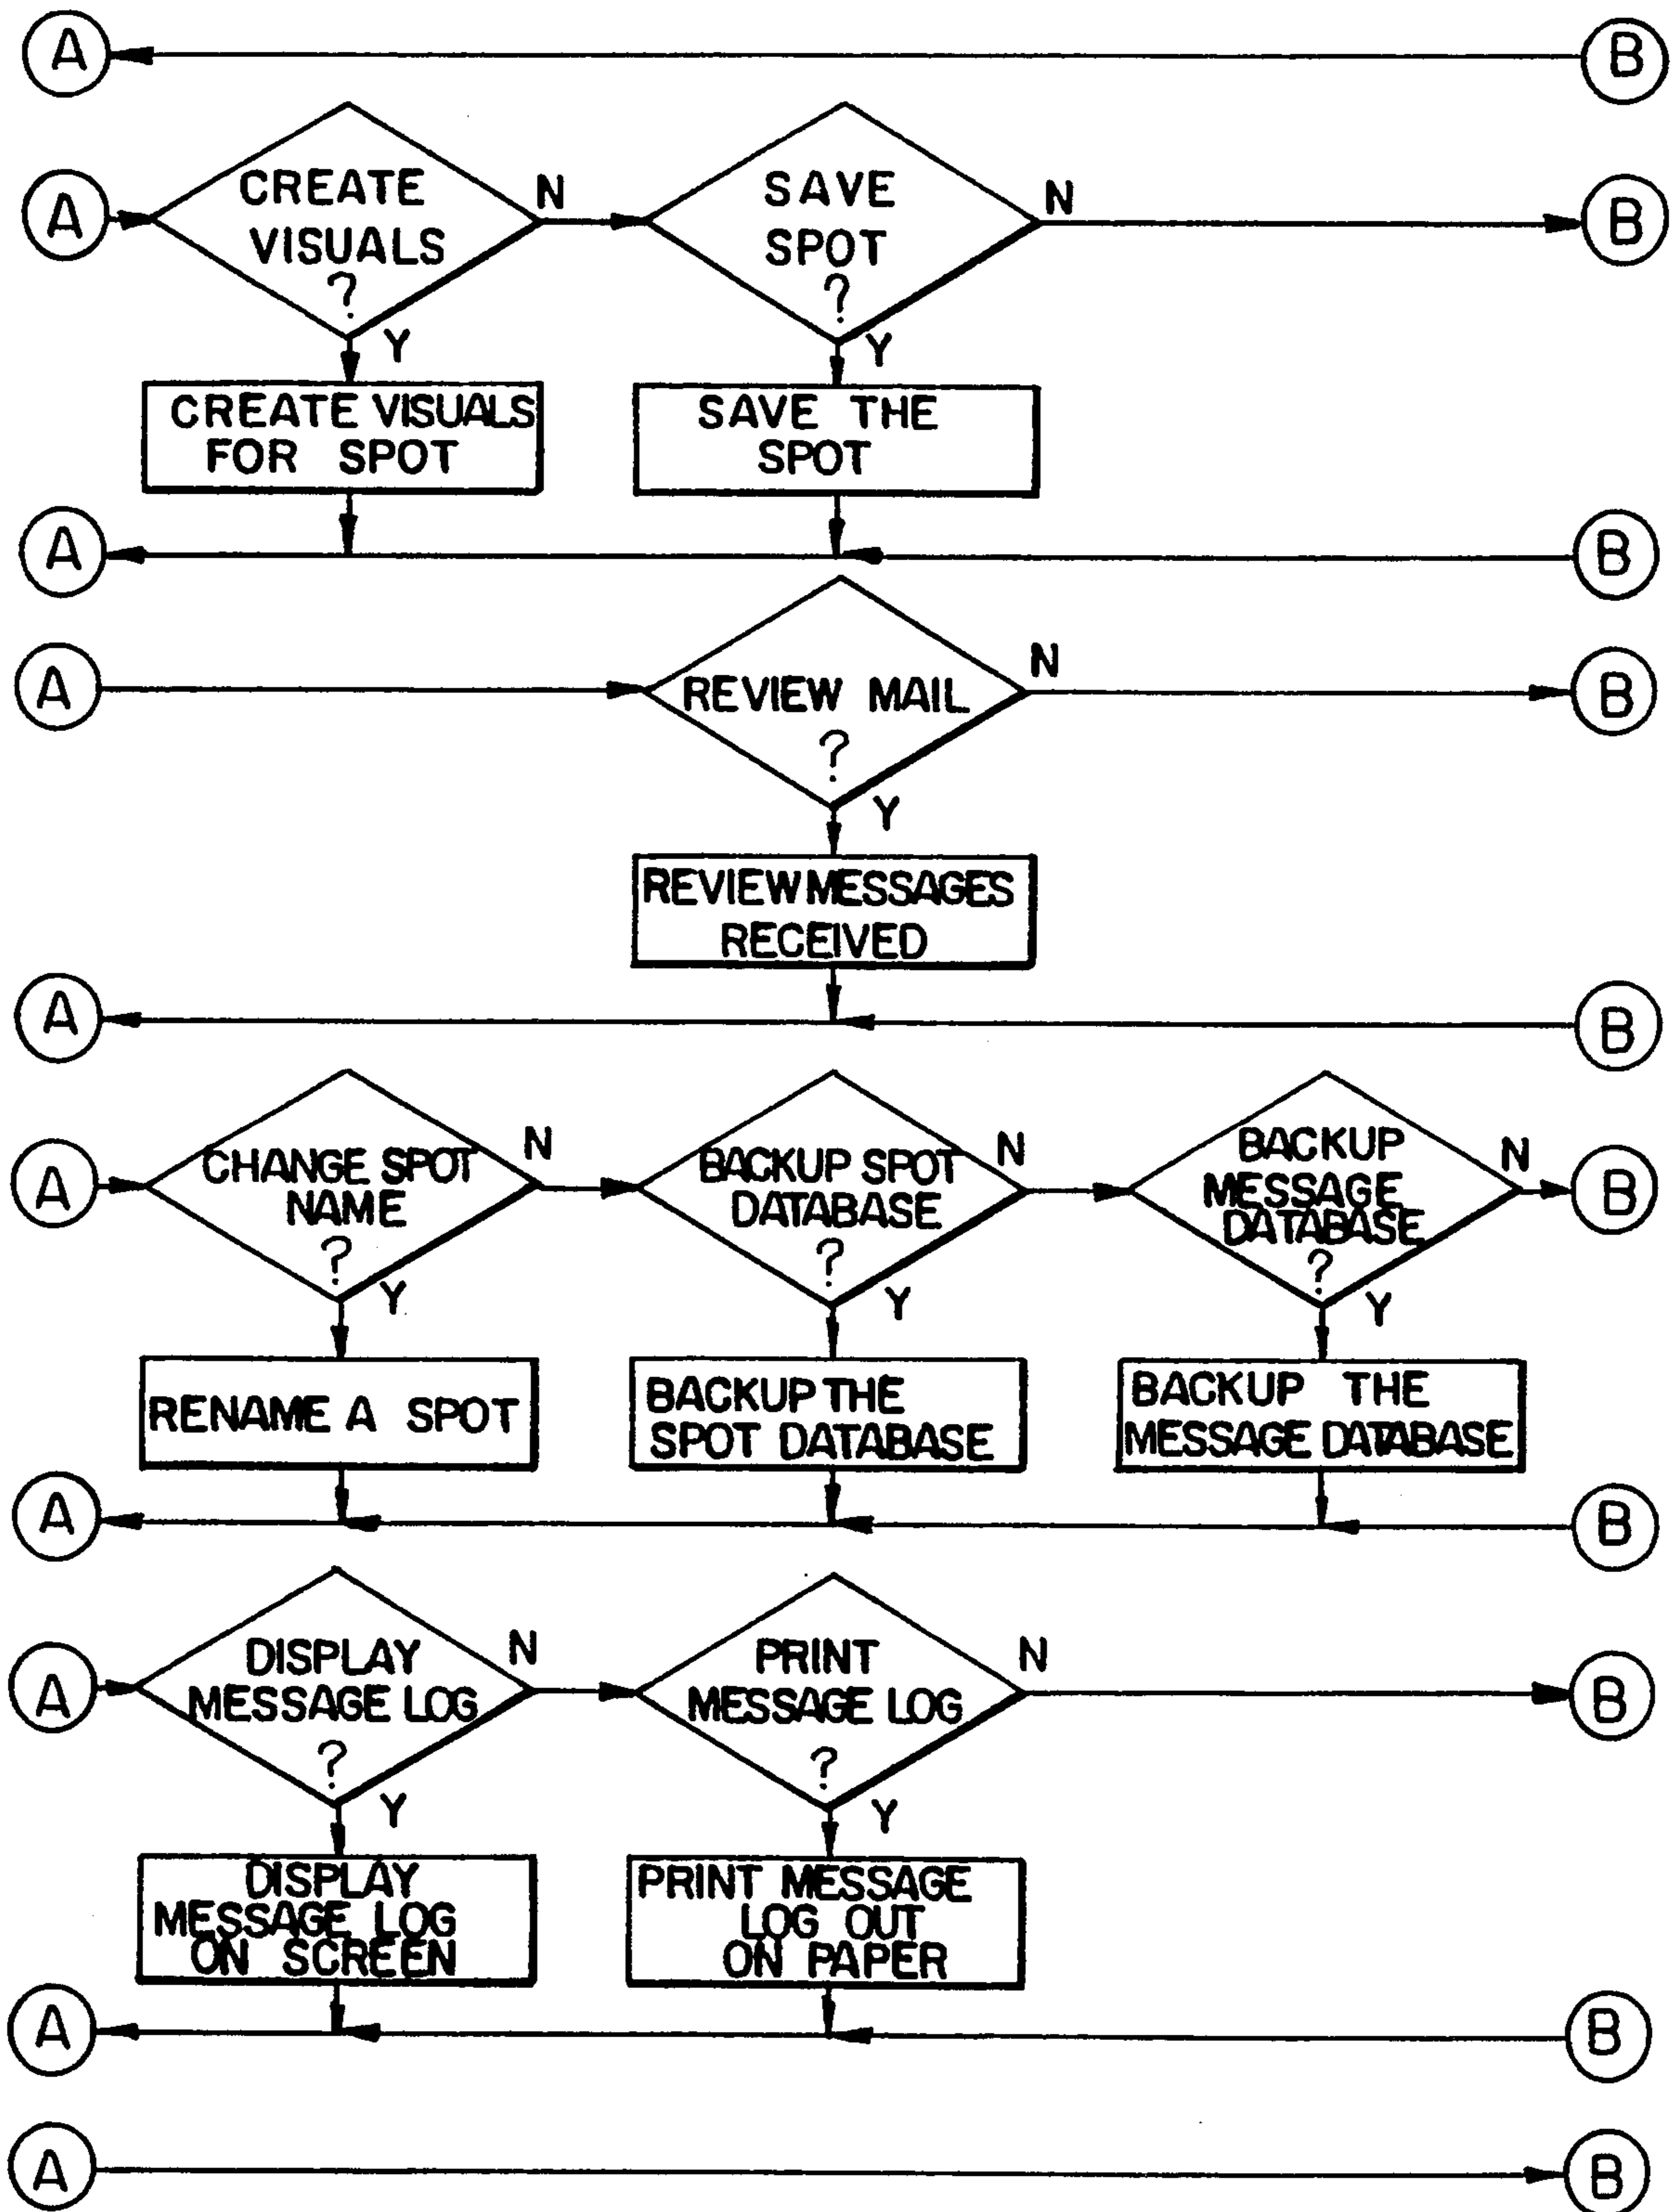 A B
A CREATE VISUALS ? N SAVE SPOT ? N B
Y Y
CREATE VISUALS
FOR SPOT
SAVE THE
SPOT
A B
A REVIEW MAIL ? N B
Y
REVIEW MESSAGES
RECEIVED
A B
A CHANGE SPOT NAME ? N BACKUP SPOT DATABASE ? N BACKUP MESSAGE DATABASE ? N B
Y Y Y
RENAME A SPOT
BACKUP THE
SPOT DATABASE
BACKUP THE
MESSAGE DATABASE
A B
A DISPLAY MESSAGE LOG ? N PRINT MESSAGE LOG ? N B
Y Y
DISPLAY
MESSAGE LOG
ON SCREEN
PRINT MESSAGE
LOG OUT
ON PAPER
A B
A B